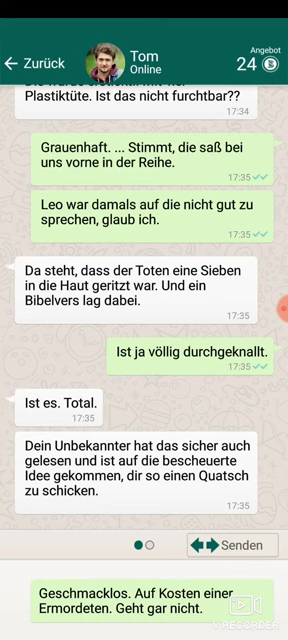 Angebot
Zurück
Tom
24
Online
Plastiktüte. Ist das nicht furchtbar??
17:34
Grauenhaft. ... Stimmt, die saß bei
uns vorne in der Reihe.
17:35
Leo war damals auf die nicht gut zu
sprechen, glaub ich.
17:35
Da steht, dass der Toten eine Sieben
in die Haut geritzt war. Und ein
Bibelvers lag dabei.
17:35
Ist ja völlig durchgeknallt.
17:35
Ist es. Total.
17:35
Dein Unbekannter hat das sicher auch
gelesen und ist auf die bescheuerte
Idee gekommen, dir so einen Quatsch
zu schicken.
17:35
Senden
Geschmacklos. Auf Kosten einer
Ermordeten. Geht gar nicht.
RECORDER